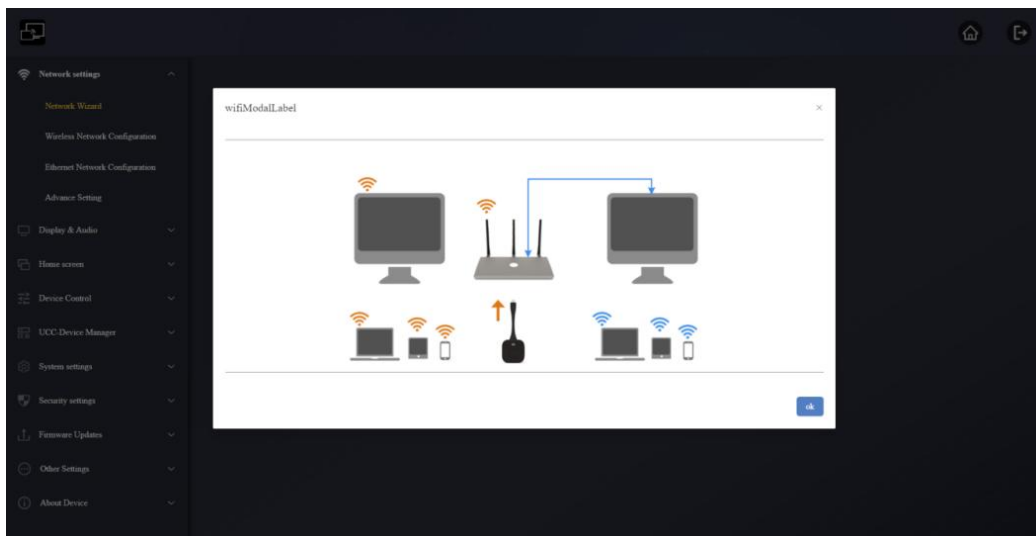 Network settings
Network Wizard
Wireless Network Configuration
Ethernet Network Configuration
Advance Setting
Display & Audio
Home screen
Device Control
UCC-Device Manager
System settings
Security settings
Firmware Updates
Other Settings
About Device
wifiModalLabel
×
ok